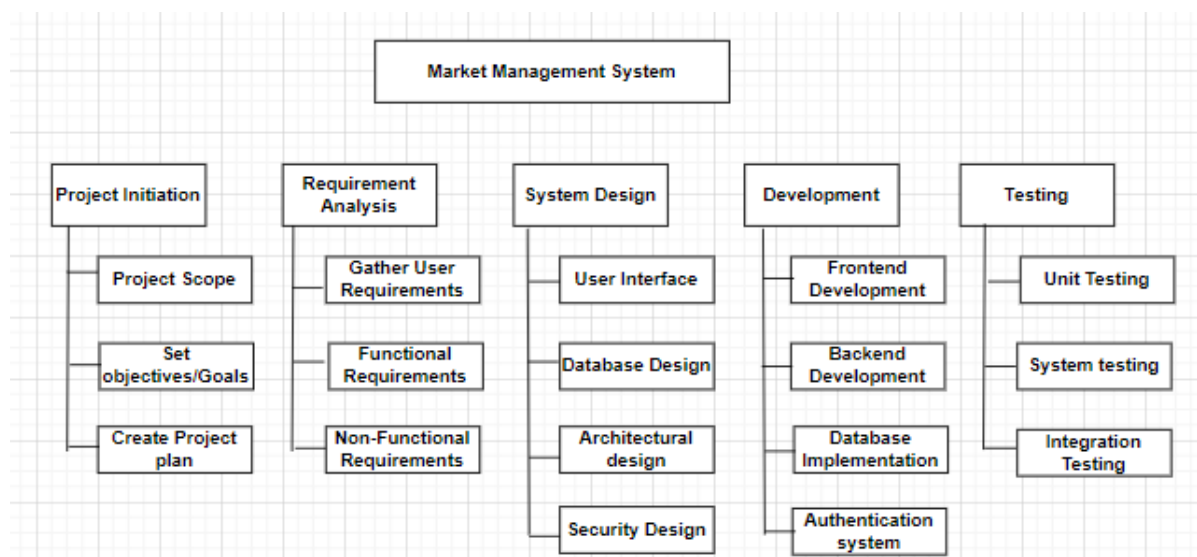 Market Management System
Project Initiation
Requirement
Analysis
System Design
Development
Testing
Project Scope
Set
objectives/Goals
Create Project
plan
Gather User
Requirements
Functional
Requirements
Non-Functional
Requirements
User Interface
Database Design
Architectural
design
Security Design
Frontend
Development
Backend
Development
Database
Implementation
Authentication
system
Unit Testing
System testing
Integration
Testing